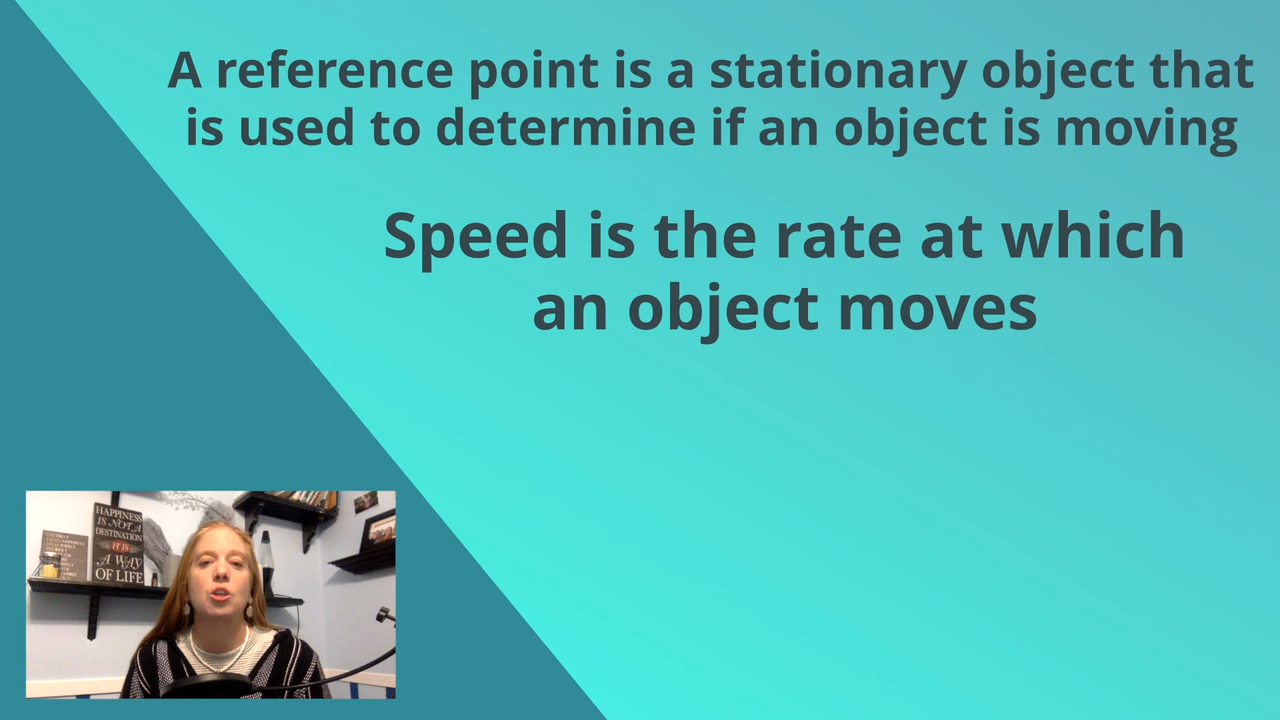 A reference point is a stationary object that
is used to determine if an object is moving
Speed is the rate at which
an object moves
HAPPINESS
IS NOT A
DESTINATION
IT IS
A WAY
OF LIFE